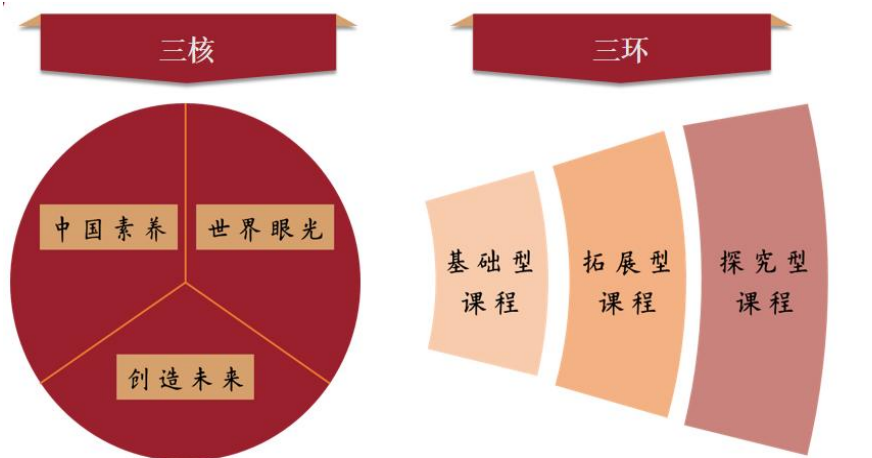 三核
三环
中国素养
世界眼光
创造未来
基础型
课程
拓展型
课程
探究型
课程